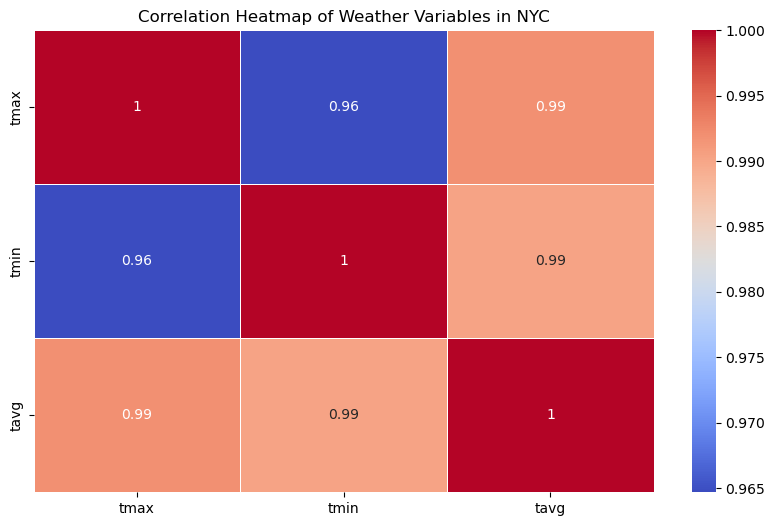 Correlation Heatmap of Weather Variables in NYC
tmax
1
0.96
0.99
tmin
0.96
1
0.99
tavg
0.99
0.99
1
tmax
tmin
tavg
1.000
0.995
0.990
0.985
0.980
0.975
0.970
0.965